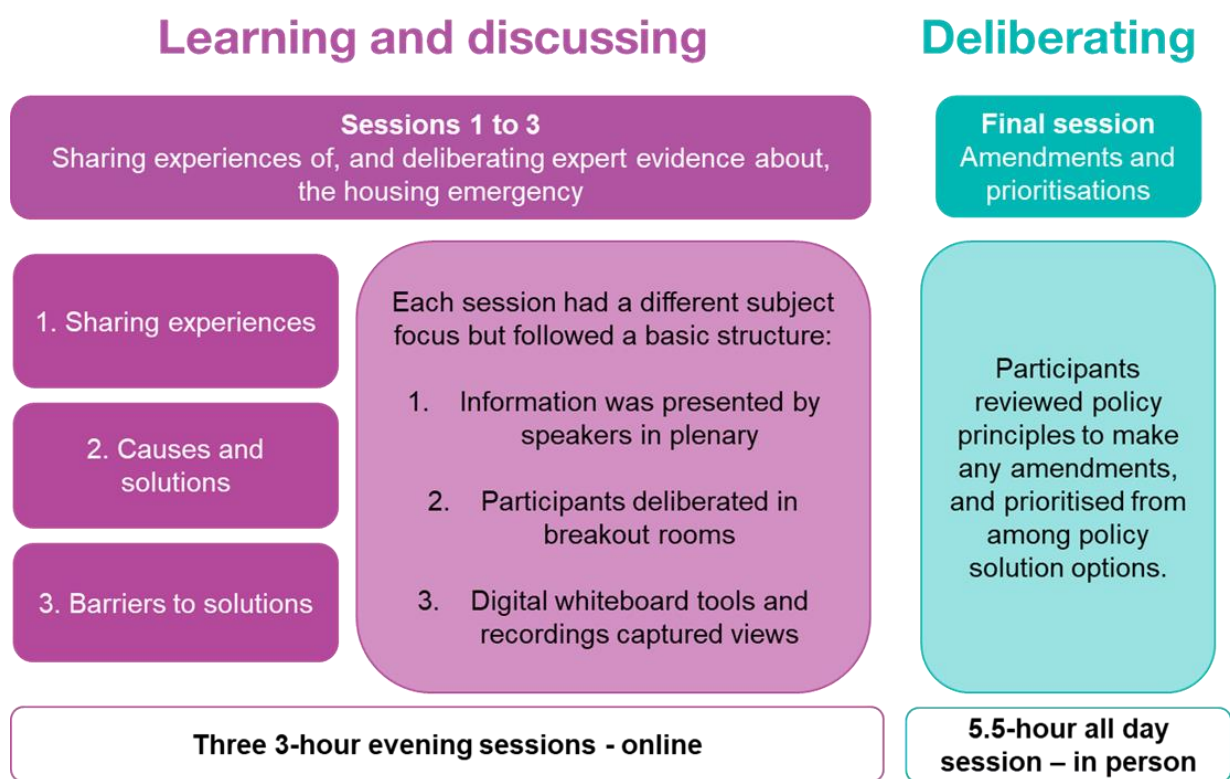 Learning and discussing
Deliberating
Sessions 1 to 3
Sharing experiences of, and deliberating expert evidence about,
the housing emergency
Final session
Amendments and
prioritisations
1. Sharing experiences
2. Causes and
solutions
3. Barriers to solutions
Each session had a different subject
focus but followed a basic structure:
1. Information was presented by
speakers in plenary
2. Participants deliberated in
breakout rooms
3. Digital whiteboard tools and
recordings captured views
Participants
reviewed policy
principles to make
any amendments,
and prioritised from
among policy
solution options.
Three 3-hour evening sessions - online
5.5-hour all day
session – in person